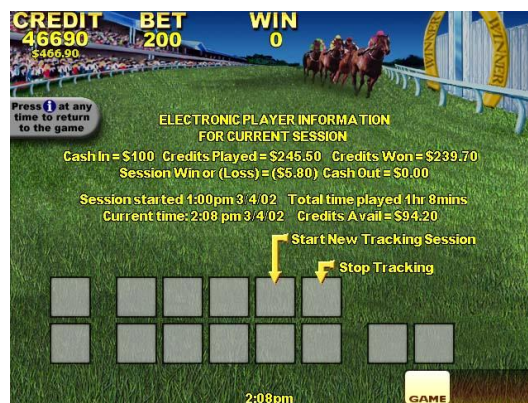 CREDIT BET WIN
46690 200 0
$466.90
WINNER WINNER
Press i at any
time to return
to the game
ELECTRONIC PLAYER INFORMATION
FOR CURRENT SESSION
Cash In = $100 Credits Played = $245.50 Credits Won = $239.70
Session Win or (Loss) = ($5.80) Cash Out = $0.00
Session started 1:00pm 3/4/02 Total time played 1hr 8mins
Current time: 2:08 pm 3/4/02 Credits Avail = $94.20
Start New Tracking Session
Stop Tracking
2:08pm
GAME